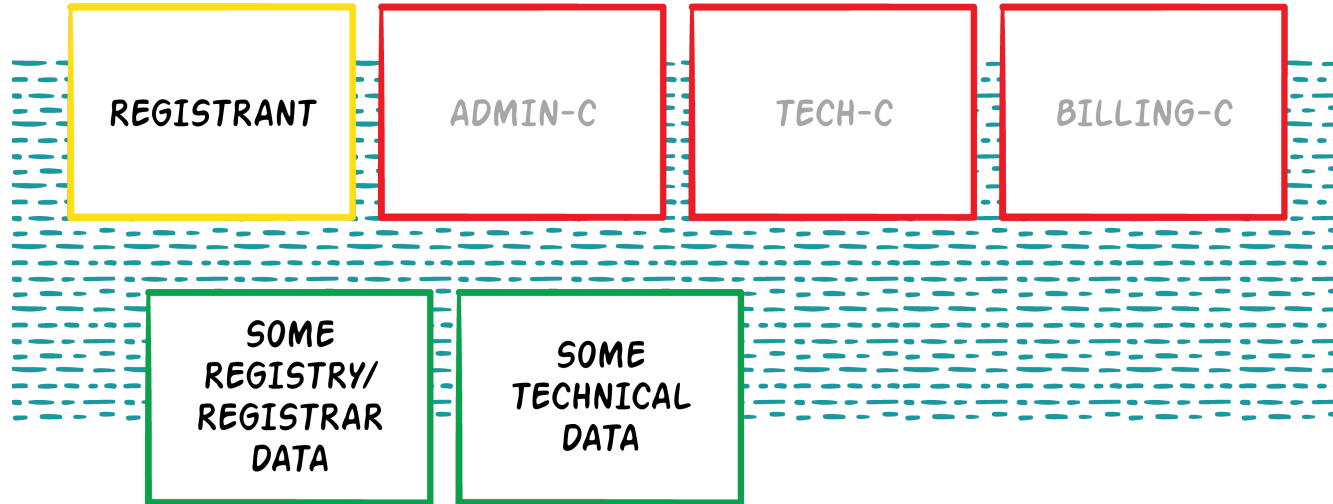 REGISTRANT
ADMIN-C
TECH-C
BILLING-C
SOME
REGISTRY/
REGISTRAR
DATA
SOME
TECHNICAL
DATA